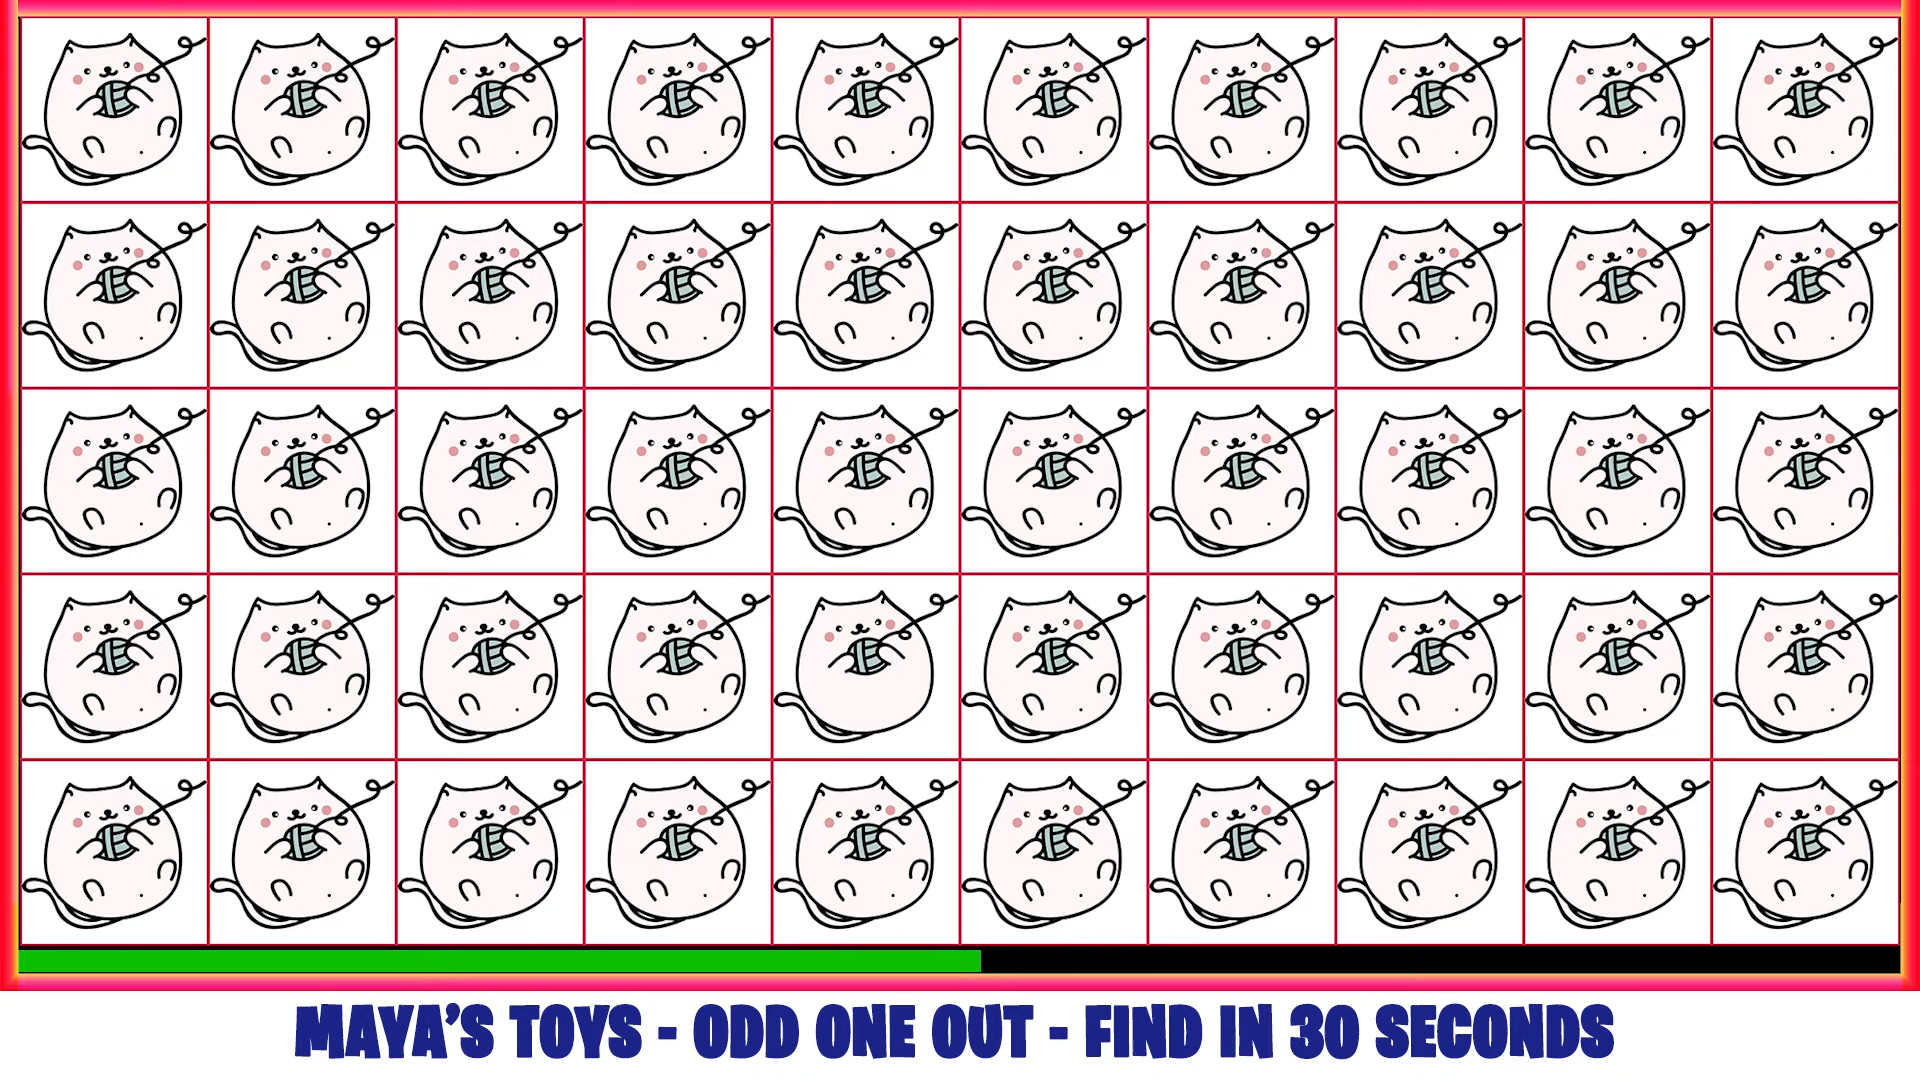 MAYA'S TOYS - ODD ONE OUT - FIND IN 30 SECONDS